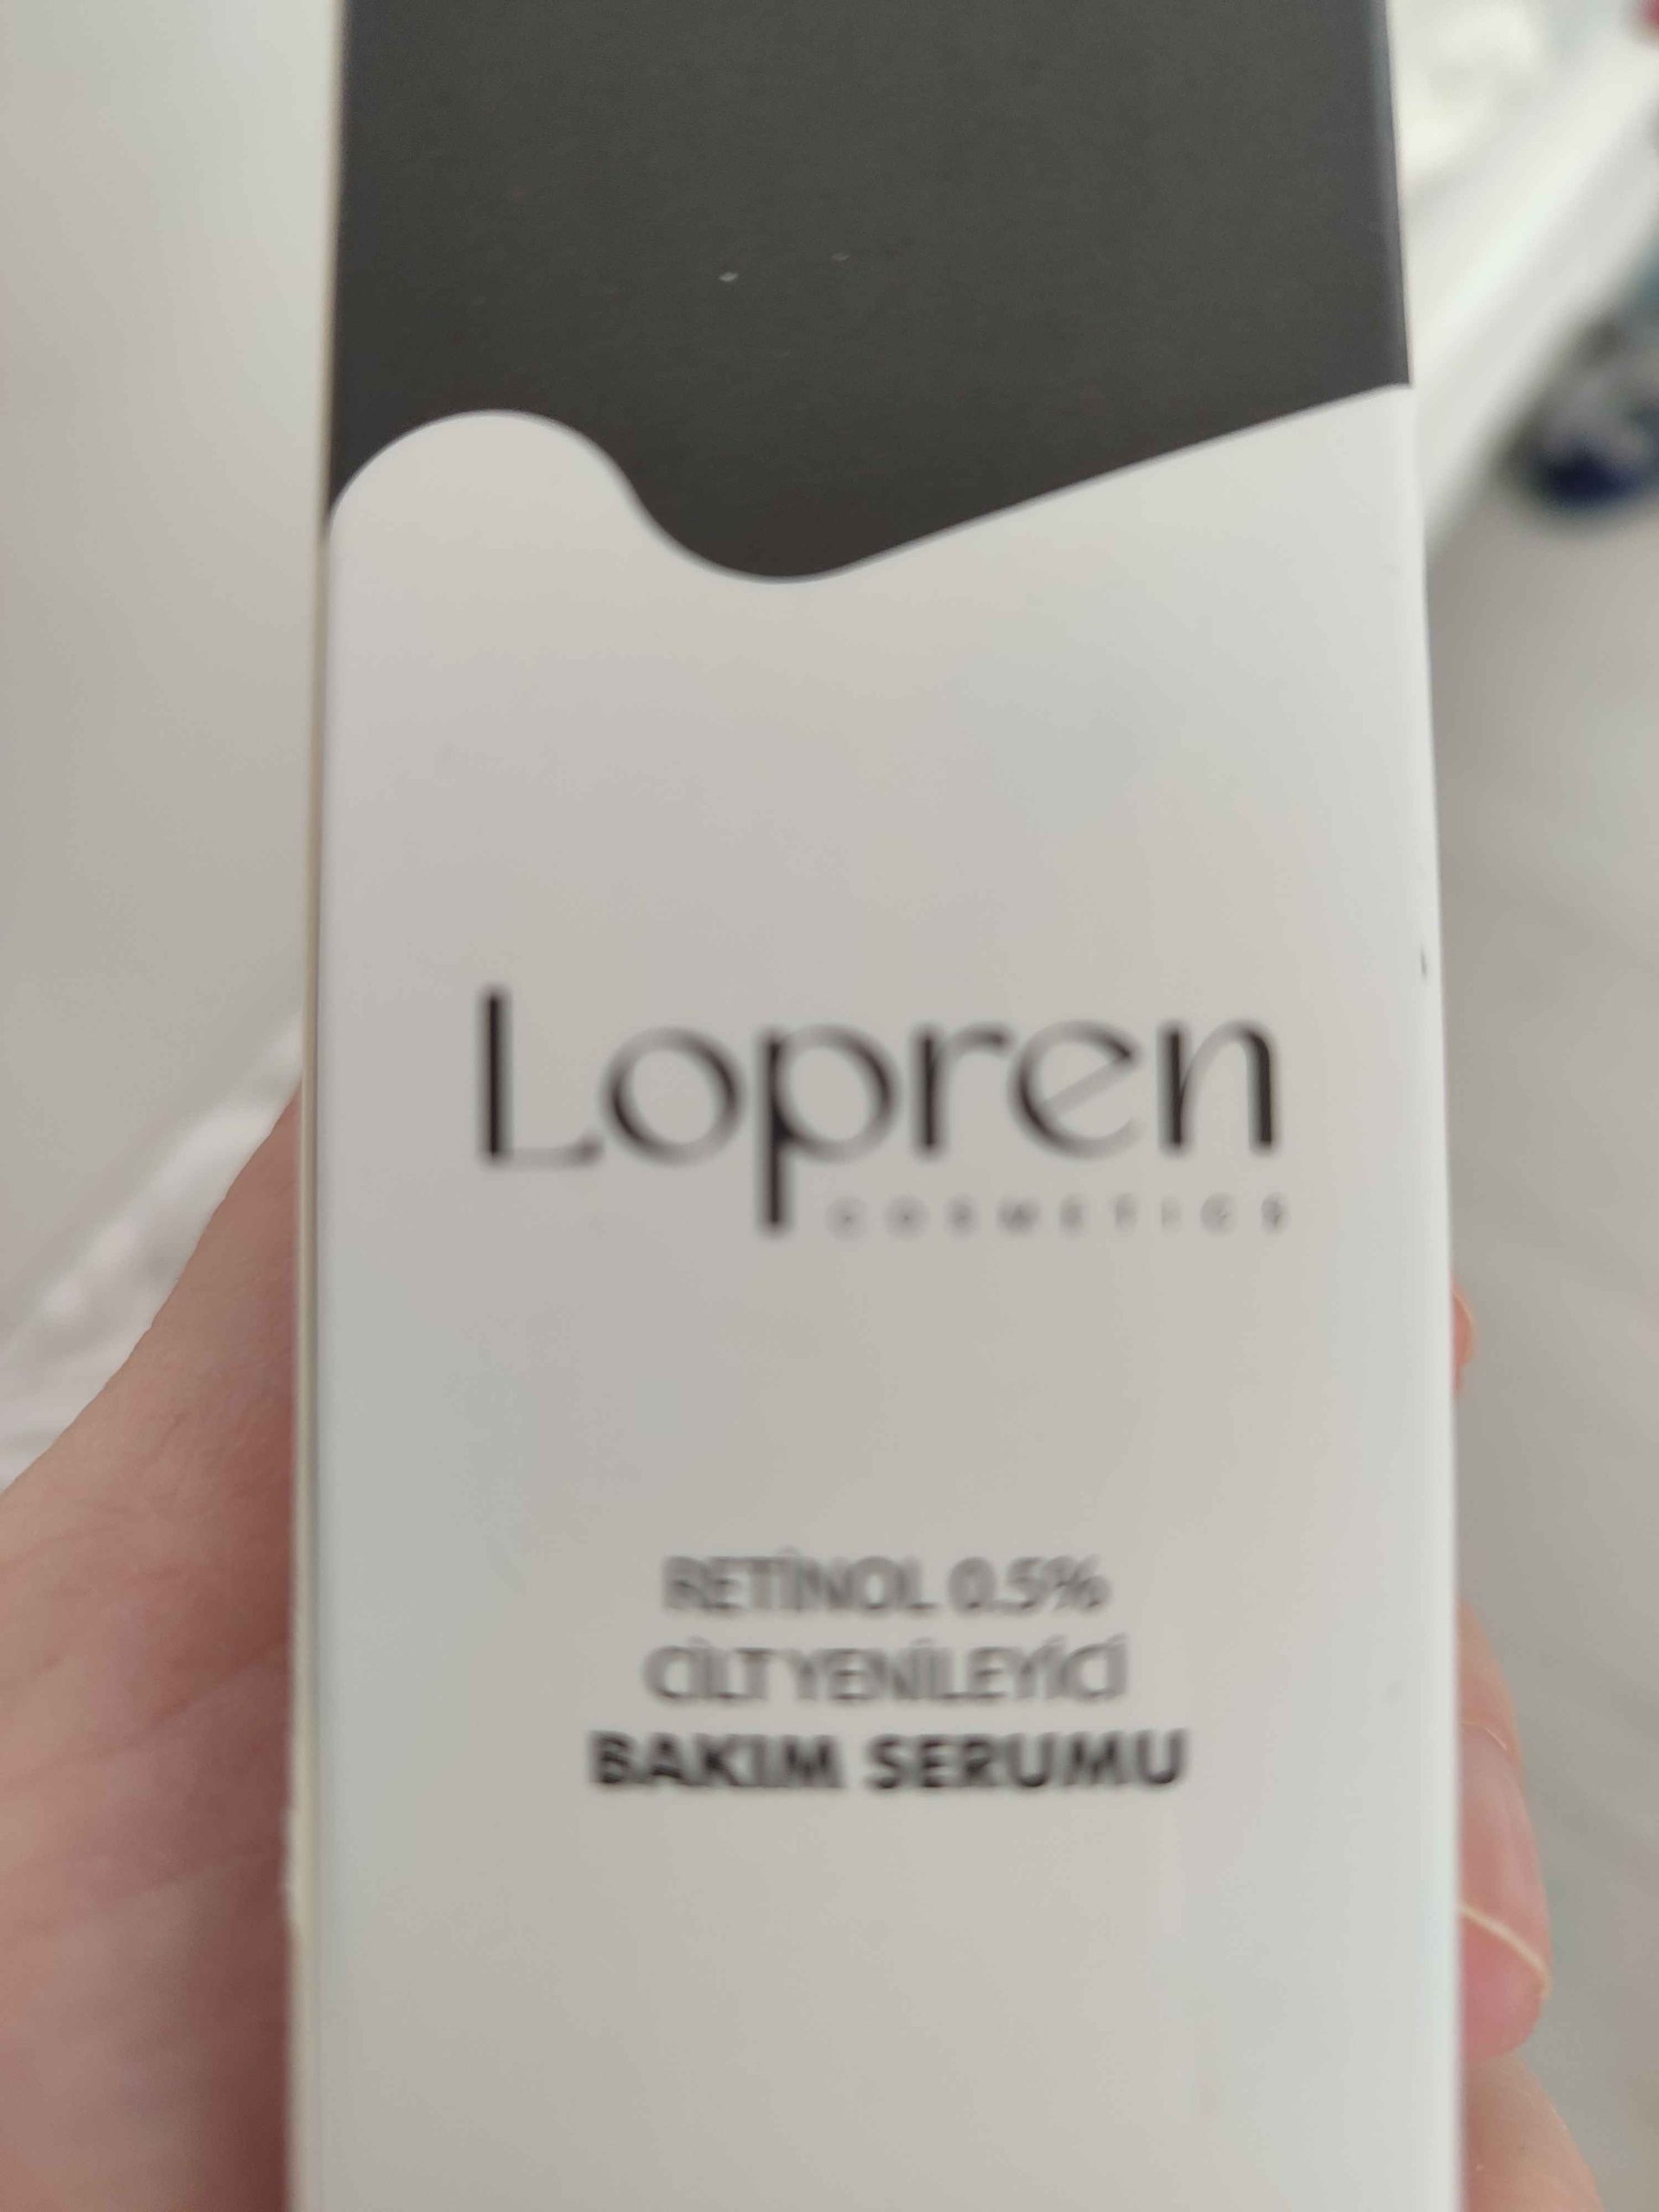 Lopren
COSMETICS
RETİNOL 0.5%
CİLT YENİLEYİCİ
BAKIM SERUMU